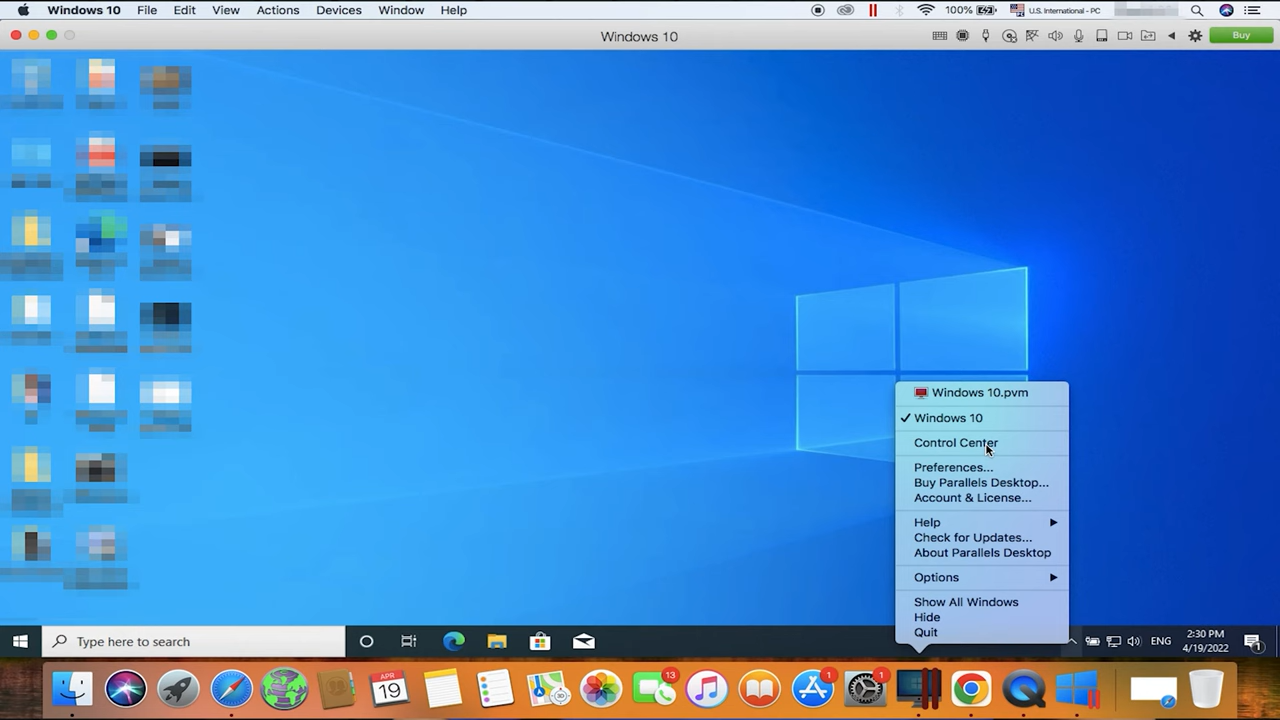 Windows 10 File Edit View Actions Devices Window Help 100% U.S. International - PC
Windows 10 Buy
Windows 10.pvm
Windows 10
Control Center
Preferences...
Buy Parallels Desktop...
Account & License...
Help
Check for Updates...
About Parallels Desktop
Options
Show All Windows
Hide
Quit
Type here to search ENG 2:30 PM
4/19/2022
1
APR
19
3D
13
1
1